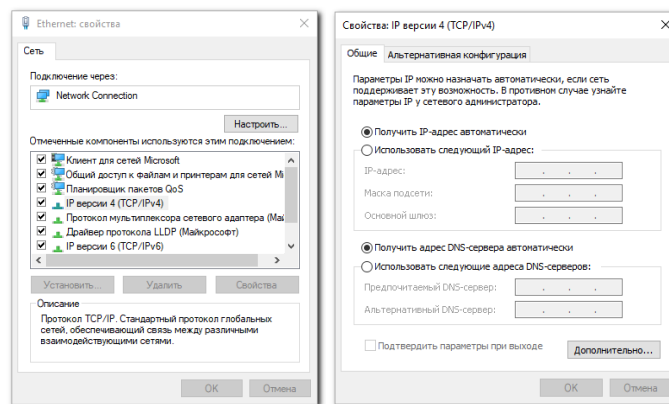 Ethernet: свойства
Сеть
Подключение через:
Network Connection
Настроить...
Отмеченные компоненты используются этим подключением:
Клиент для сетей Microsoft
Общий доступ к файлам и принтерам для сетей Mi
Планировщик пакетов QoS
IP версии 4 (TCP/IPv4)
Протокол мультиплексора сетевого адаптера (Май
Драйвер протокола LLDP (Майкрософт)
IP версии 6 (TCP/IPv6)
Установить...
Удалить
Свойства
Описание
Протокол TCP/IP. Стандартный протокол глобальных
сетей, обеспечивающий связь между различными
взаимодействующими сетями.
OK
Отмена
Свойства: IP версии 4 (TCP/IPv4)
Общие
Альтернативная конфигурация
Параметры IP можно назначать автоматически, если сеть
поддерживает эту возможность. В противном случае узнайте
параметры IP у сетевого администратора.
Получить IP-адрес автоматически
Использовать следующий IP-адрес:
IP-адрес:
Маска подсети:
Основной шлюз:
Получить адрес DNS-сервера автоматически
Использовать следующие адреса DNS-серверов:
Предпочитаемый DNS-сервер:
Альтернативный DNS-сервер:
Подтвердить параметры при выходе
Дополнительно...
OK
Отмена